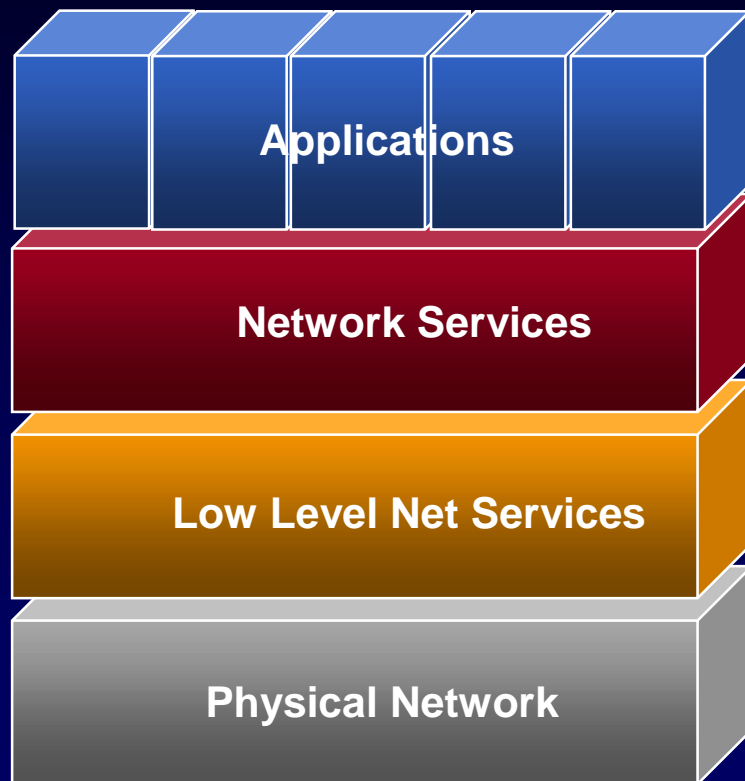 Applications
Network Services
Low Level Net Services
Physical Network